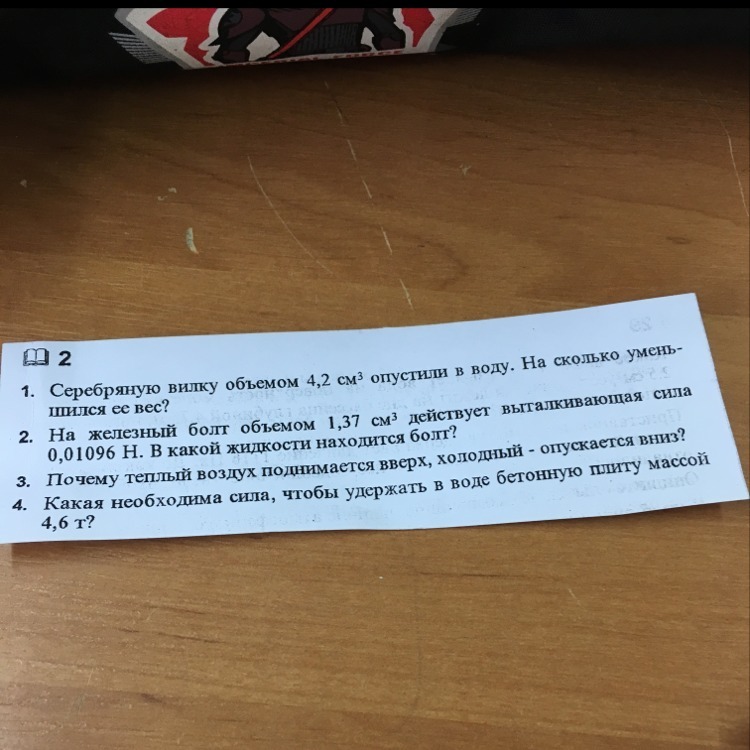 2
1. Серебряную вилку объемом 4,2 см³ опустили в воду. На сколько умень-
шился ее вес?
2. На железный болт объемом 1,37 см³ действует выталкивающая сила
0,01096 Н. В какой жидкости находится болт?
3. Почему теплый воздух поднимается вверх, холодный - опускается вниз?
4. Какая необходима сила, чтобы удержать в воде бетонную плиту массой
4,6 т?